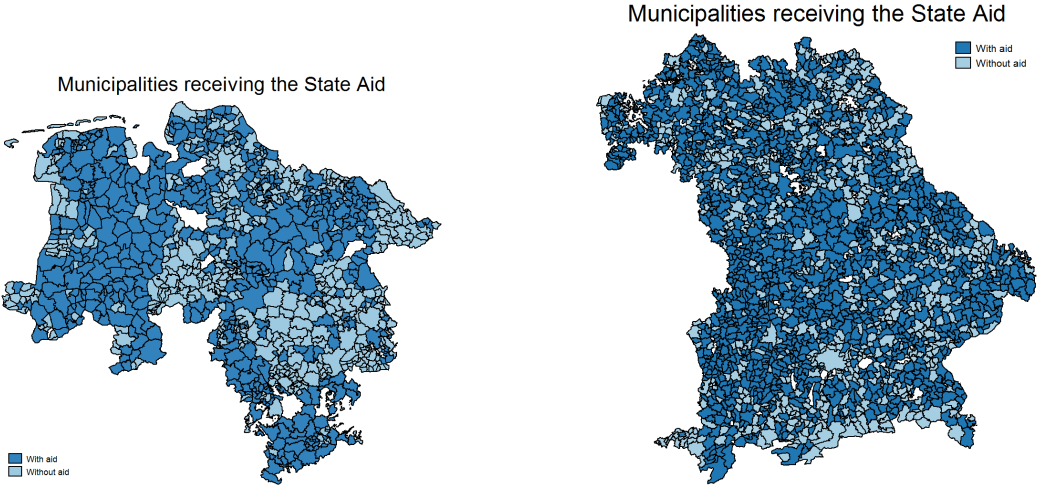 Municipalities receiving the State Aid
With aid
Without aid
Municipalities receiving the State Aid
With aid
Without aid